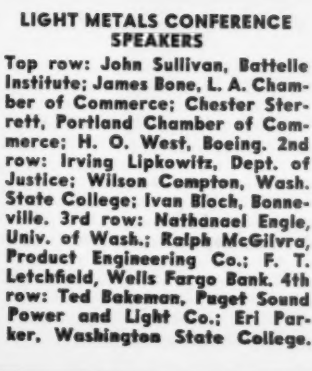 LIGHT METALS CONFERENCE
SPEAKERS
Top row: John Sullivan, Battelle
Institute; James Bone, L. A. Cham-
ber of Commerce; Chester Ster-
rett, Portland Chamber of Com-
merce; H. O. West, Boeing. 2nd
row: Irving Lipkowitz, Dept. of
Justice; Wilson Compton, Wash.
State College; Ivan Bloch, Bonne-
ville. 3rd row: Nathanael Engle,
Univ. of Wash.; Ralph McGilvra,
Product Engineering Co.; F. T.
Letchfield, Wells Fargo Bank. 4th
row: Ted Bakeman, Puget Sound
Power and Light Co.; Eri Par-
ker, Washington State College.